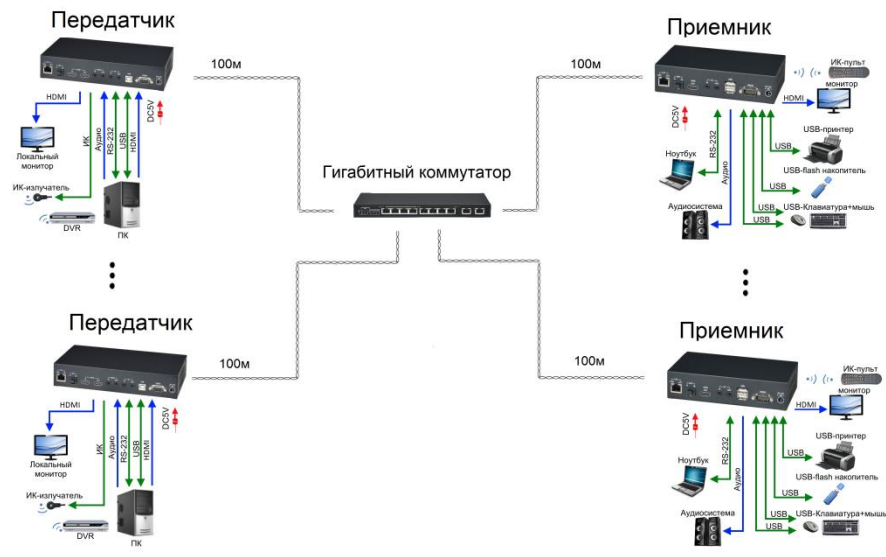 Передатчик
100м
HDMI
ИК
Аудио
RS-232
USB
HDMI
DC5V
Локальный
монитор
ИК-излучатель
DVR
ПК
Гигабитный коммутатор
Приемник
100м
ИК-пульт
монитор
HDMI
DC5V
RS-232
Аудио
USB-принтер
USB
Ноутбук
USB-flash накопитель
USB
Аудиосистема
USB
USB-Клавиатура+мышь
USB
Передатчик
100м
HDMI
ИК
Аудио
RS-232
USB
HDMI
DC5V
Локальный
монитор
ИК-излучатель
DVR
ПК
Приемник
100м
ИК-пульт
монитор
HDMI
DC5V
RS-232
Аудио
USB-принтер
USB
Ноутбук
USB-flash накопитель
USB
Аудиосистема
USB
USB-Клавиатура+мышь
USB